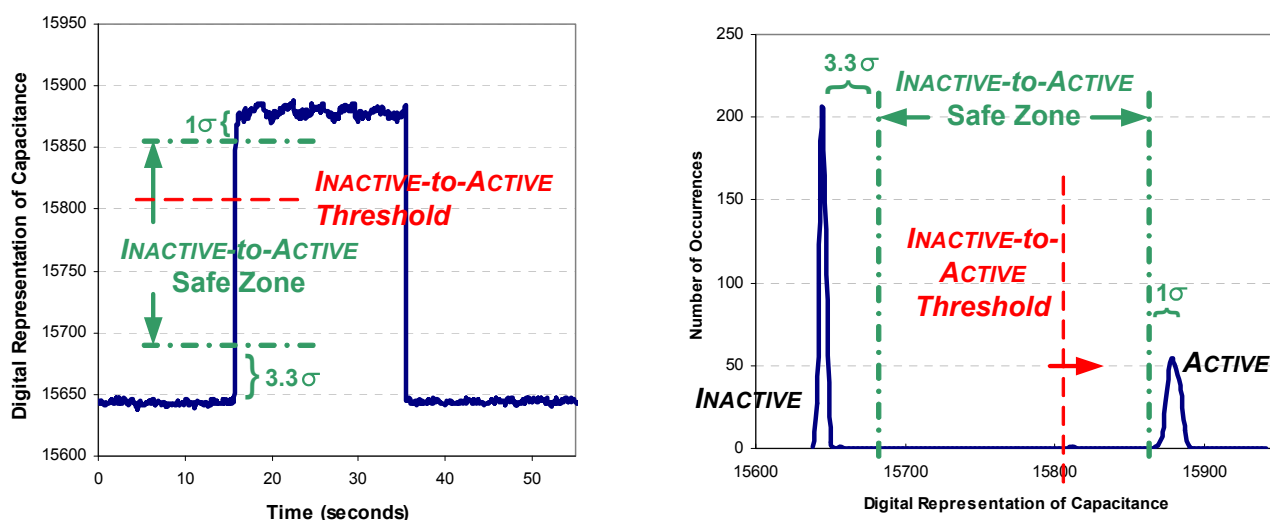 15950
15900
15850
15800
15750
15700
15650
15600
Digital Representation of Capacitance
1σ
INACTIVE-to-ACTIVE
Threshold
INACTIVE-to-ACTIVE
Safe Zone
3.3σ
0 10 20 30 40 50
Time (seconds)
250
200
150
100
50
0
Number of Occurrences
3.3σ
INACTIVE-to-ACTIVE
Safe Zone
INACTIVE-to-
ACTIVE
Threshold
1σ
INACTIVE
ACTIVE
15600 15700 15800 15900
Digital Representation of Capacitance